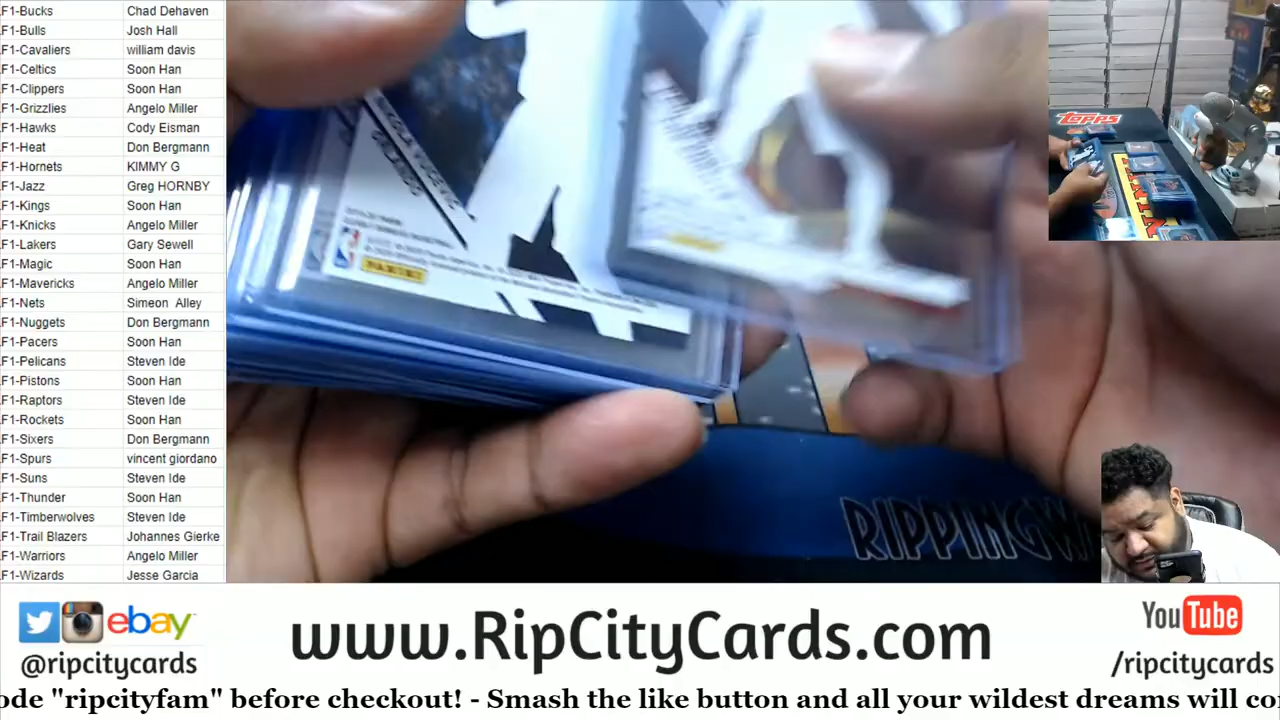 F1-Bucks Chad Dehaven
F1-Bulls Josh Hall
F1-Cavaliers william davis
F1-Celtics Soon Han
F1-Clippers Soon Han
F1-Grizzlies Angelo Miller
F1-Hawks Cody Eisman
F1-Heat Don Bergmann
F1-Hornets KIMMY G
F1-Jazz Greg HORNBY
F1-Kings Soon Han
F1-Knicks Angelo Miller
F1-Lakers Gary Sewell
F1-Magic Soon Han
F1-Mavericks Angelo Miller
F1-Nets Simeon Alley
F1-Nuggets Don Bergmann
F1-Pacers Soon Han
F1-Pelicans Steven Ide
F1-Pistons Soon Han
F1-Raptors Steven Ide
F1-Rockets Soon Han
F1-Sixers Don Bergmann
F1-Spurs vincent giordano
F1-Suns Steven Ide
F1-Thunder Soon Han
F1-Timberwolves Steven Ide
F1-Trail Blazers Johannes Gierke
F1-Warriors Angelo Miller
F1-Wizards Jesse Garcia
PANINI
TOPPS
RIPPINGW
ebay
@ripcitycards
www.RipCityCards.com
YouTube
/ripcitycards
ode "ripcityfam" before checkout! - Smash the like button and all your wildest dreams will co